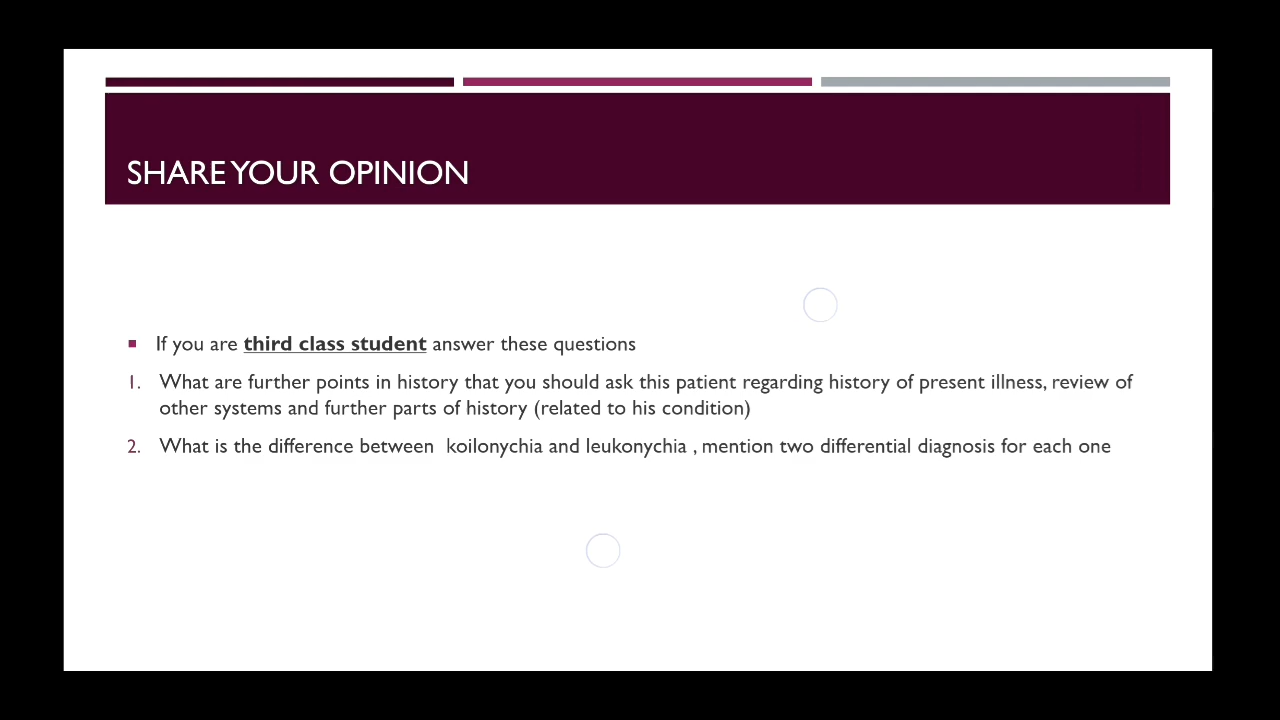 SHARE YOUR OPINION
If you are third class student answer these questions
1. What are further points in history that you should ask this patient regarding history of present illness, review of
other systems and further parts of history (related to his condition)
2. What is the difference between koilonychia and leukonychia , mention two differential diagnosis for each one